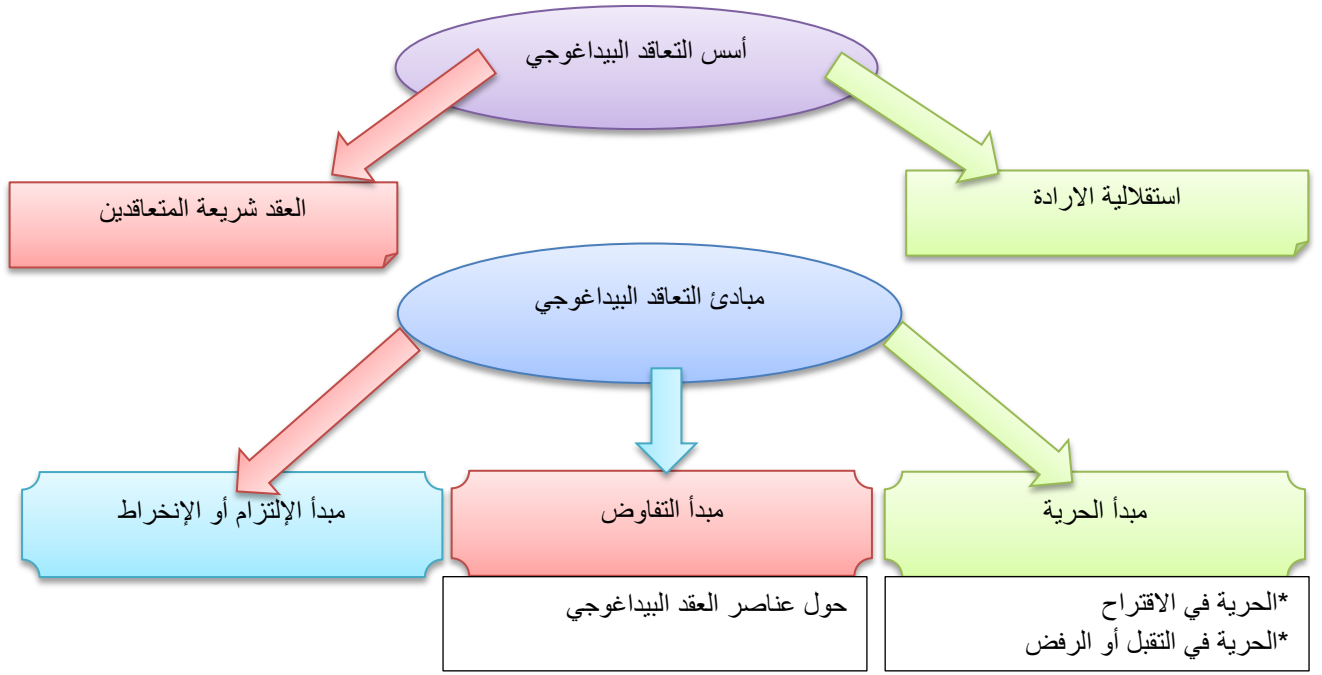 أسس التعاقد البيداغوجي
استقلالية الارادة
العقد شريعة المتعاقدين
مبادئ التعاقد البيداغوجي
مبدأ الحرية
مبدأ التفاوض
مبدأ الإلتزام أو الإنخراط
*الحرية في الاقتراح
*الحرية في التقبل أو الرفض
حول عناصر العقد البيداغوجي